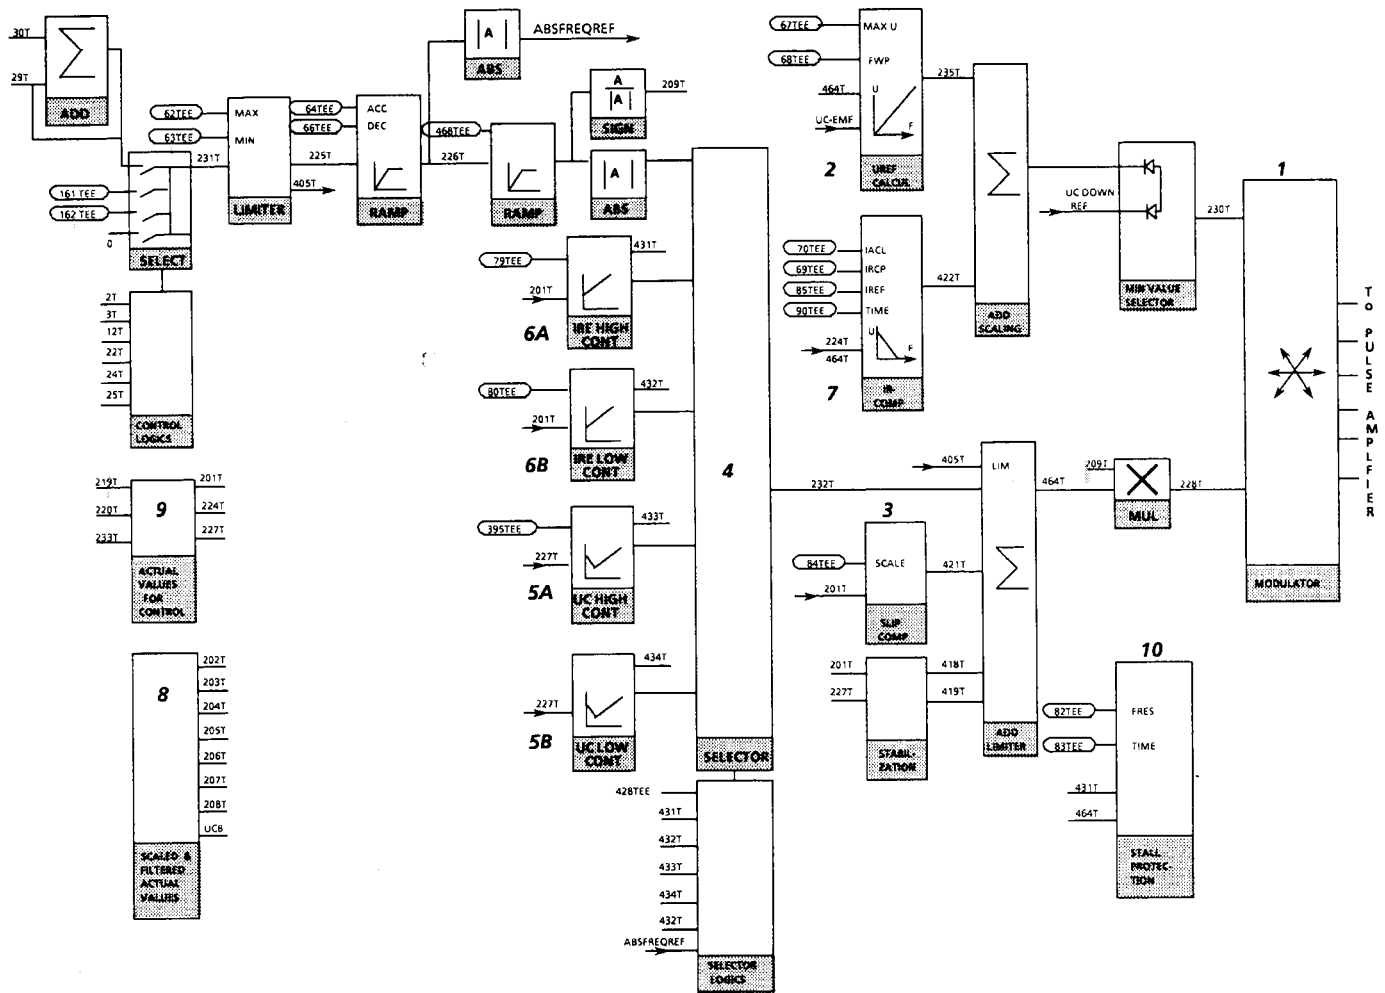 30T
29T
ADD
62TEE
63TEE
MAX
MIN
LIMITER
231T
161 TEE
162 TEE
0
SELECT
2T
3T
12T
22T
24T
25T
CONTROL
LOGICS
64TEE
66TEE
225T
405T
ACC
DEC
RAMP
226T
468TEE
RAMP
|A|
ABS
ABSFREQREF
A
|A|
SIGN
209T
|A|
ABS
79TEE
201T
6A
431T
IRE HIGH
CONT
80TEE
201T
6B
432T
IRE LOW
CONT
395TEE
227T
5A
433T
UC HIGH
CONT
227T
5B
434T
UC LOW
CONT
219T
220T
233T
9
201T
224T
227T
ACTUAL
VALUES
FOR
CONTROL
8
202T
203T
204T
205T
206T
207T
208T
UCB
SCALED &
FILTERED
ACTUAL
VALUES
4
SELECTOR
428TEE
431T
432T
433T
434T
432T
ABSFREQREF
SELECTOR
LOGICS
67TEE
68TEE
464T
UC-EMF
2
MAX U
FWP
U
F
UREF
CALCUL
235T
70TEE
69TEE
85TEE
90TEE
224T
464T
7
IACL
IRCP
IREF
TIME
U
F
IR-
COMP
422T
ADD
SCALING
UC DOWN
REF
MIN VALUE
SELECTOR
230T
1
MODULATOR
TO PULSE AMPLFIER
232T
405T
LIM
3
84TEE
201T
SCALE
SLIP
COMP
421T
201T
227T
418T
419T
STABIL-
ZATION
ADD
LIMITER
464T
209T
MUL
228T
10
82TEE
83TEE
431T
464T
FRES
TIME
STALL
PROTEC-
TION